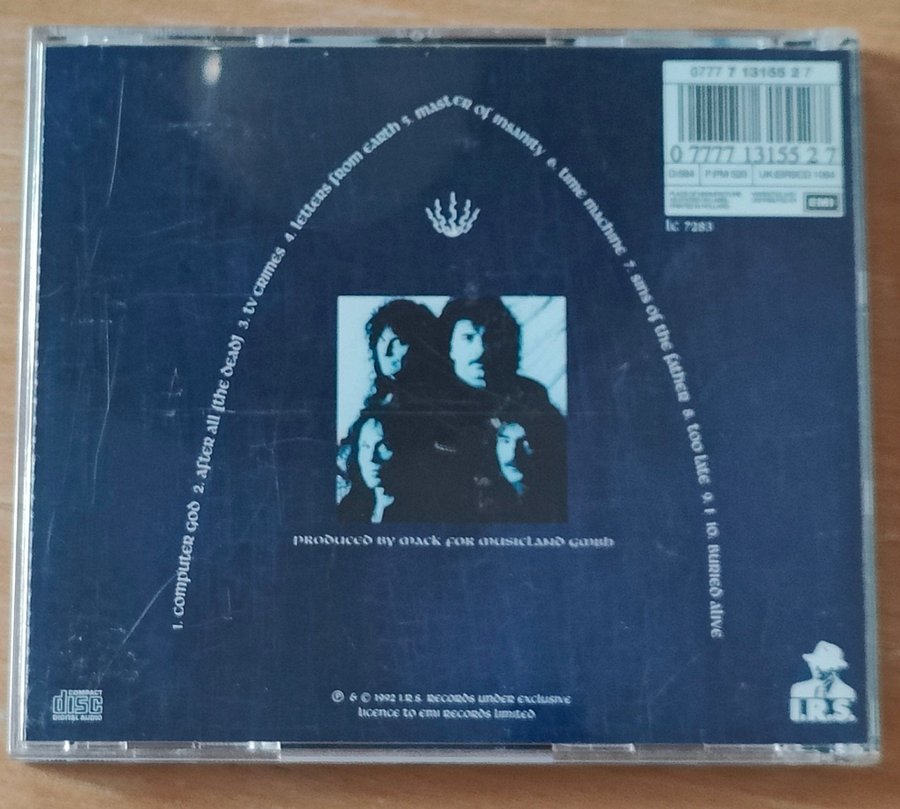 0777 7 13155 2 7
0 7777 13155 2 7
UK:EIRSCD 1064
EMI
LC 7283
1. COMPUTER GOD 2. AFTER ALL (THE DEAD) 3. TV CRIMES 4. LETTERS FROM EARTH 5. MASTER OF INSANITY 6. TIME MACHINE 7. SINS OF THE FATHER 8. TOO LATE 9. I 10. BURIED ALIVE
PRODUCED BY MACK FOR MUSICLAND GMBH
COMPACT
disc
DIGITAL AUDIO
℗ & © 1992 I.R.S. RECORDS UNDER EXCLUSIVE
LICENCE TO EMI RECORDS LIMITED
I.R.S.